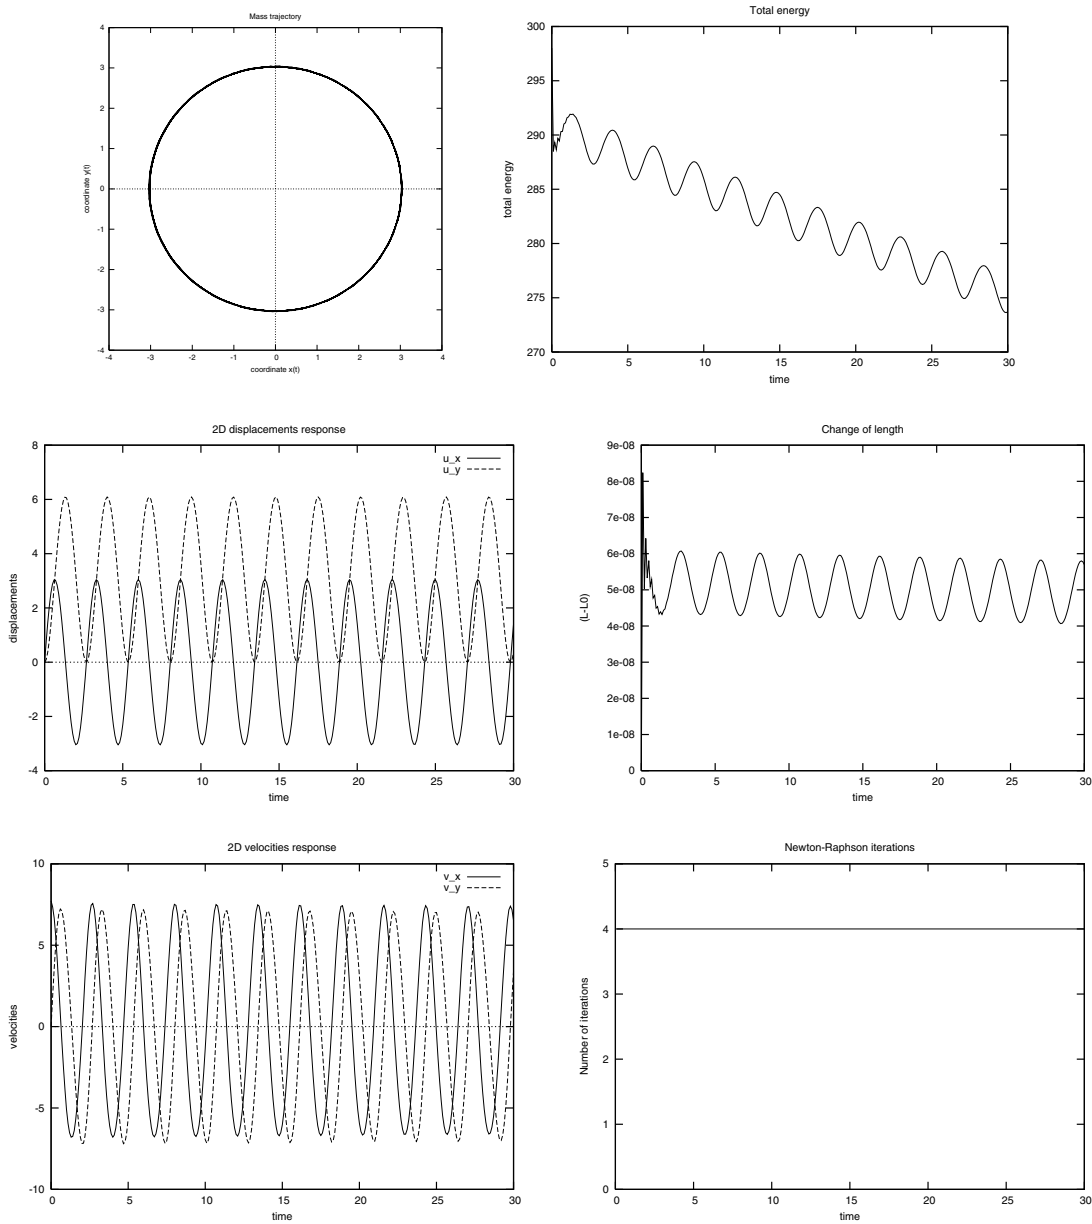 Mass trajectory
4
3
2
1
0
-1
-2
-3
-4
coordinate y(t)
-4 -3 -2 -1 0 1 2 3 4
coordinate x(t)
Total energy
300
295
290
285
280
275
270
total energy
0 5 10 15 20 25 30
time
2D displacements response
u_x
u_y
8
6
4
2
0
-2
-4
displacements
0 5 10 15 20 25 30
time
Change of length
9e-08
8e-08
7e-08
6e-08
5e-08
4e-08
3e-08
2e-08
1e-08
0
(L-L0)
0 5 10 15 20 25 30
time
2D velocities response
v_x
v_y
10
5
0
-5
-10
velocities
0 5 10 15 20 25 30
time
Newton-Raphson iterations
5
4
3
2
1
0
Number of iterations
0 5 10 15 20 25 30
time